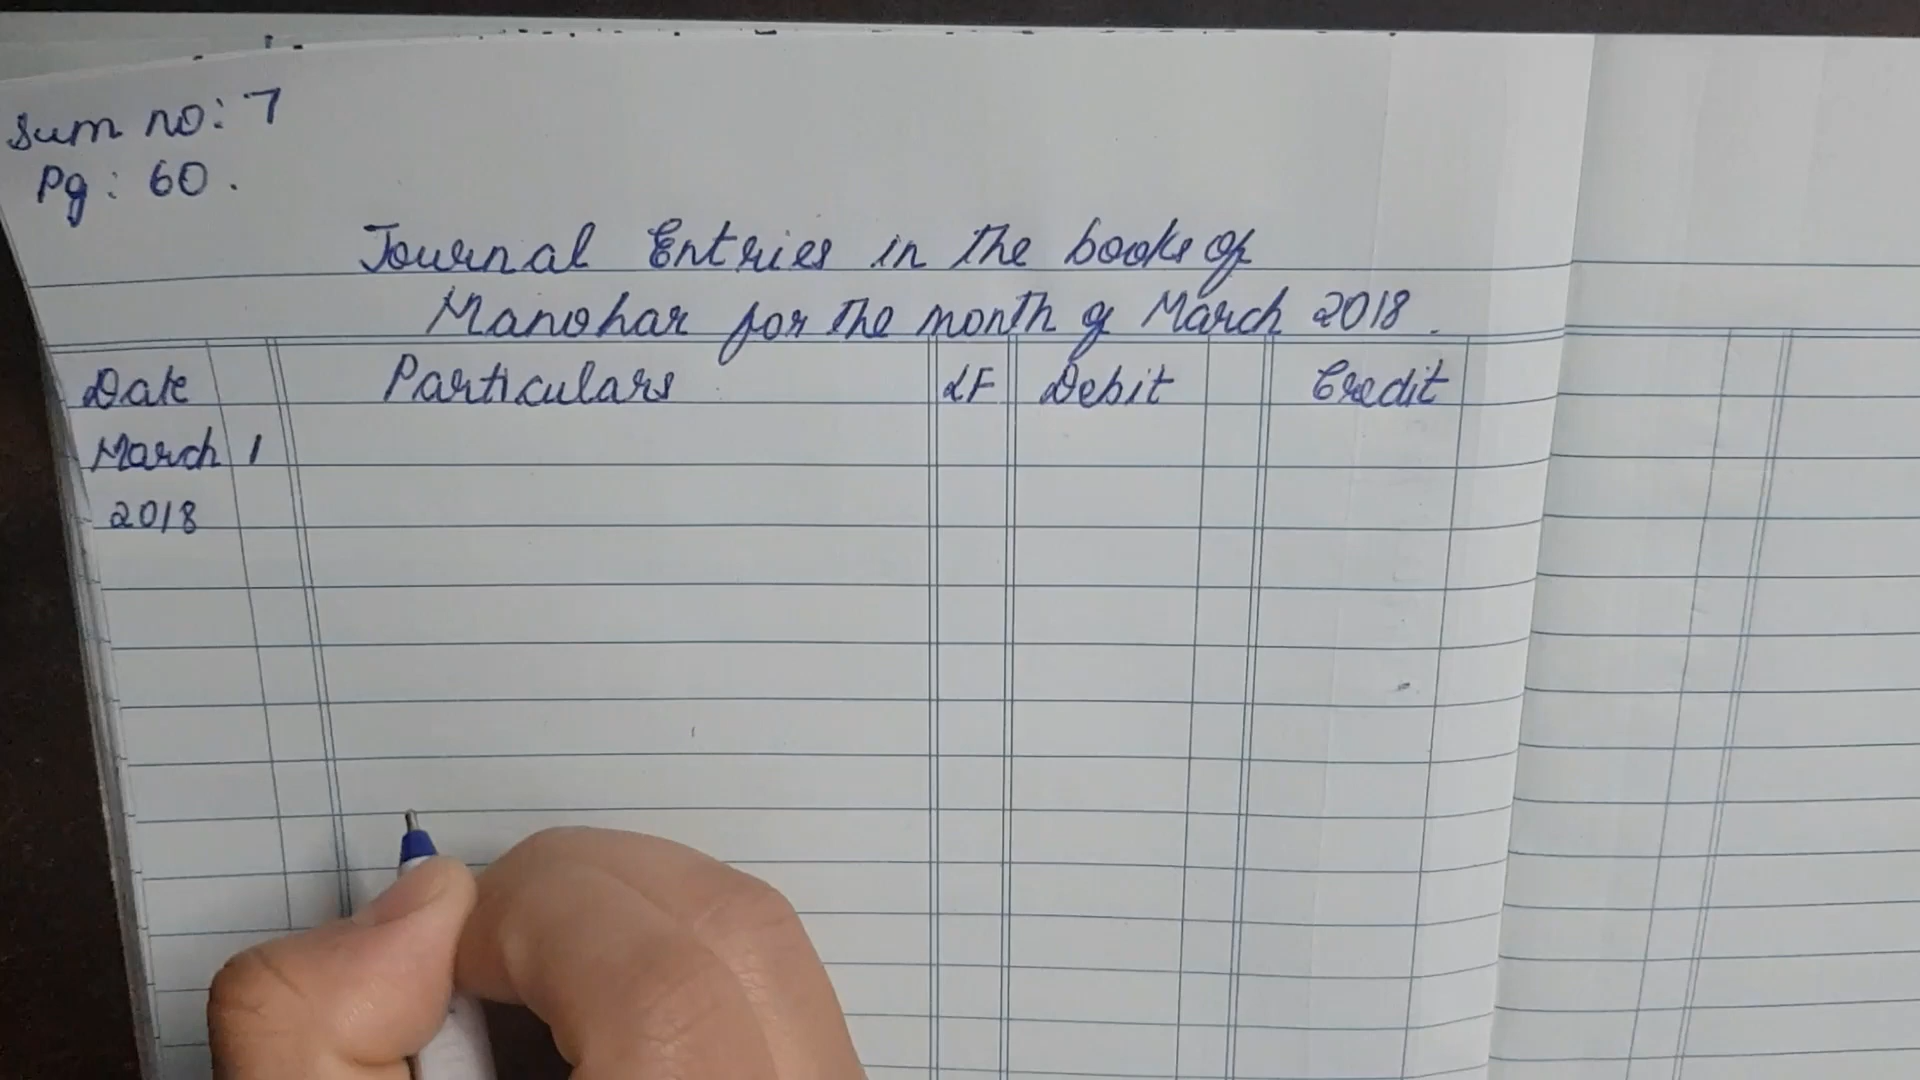 Sum no: 7
Pg: 60.
Journal Entries in the books of
Manohar for the month of March 2018.
Date Particulars LF Debit Credit
March 1
2018